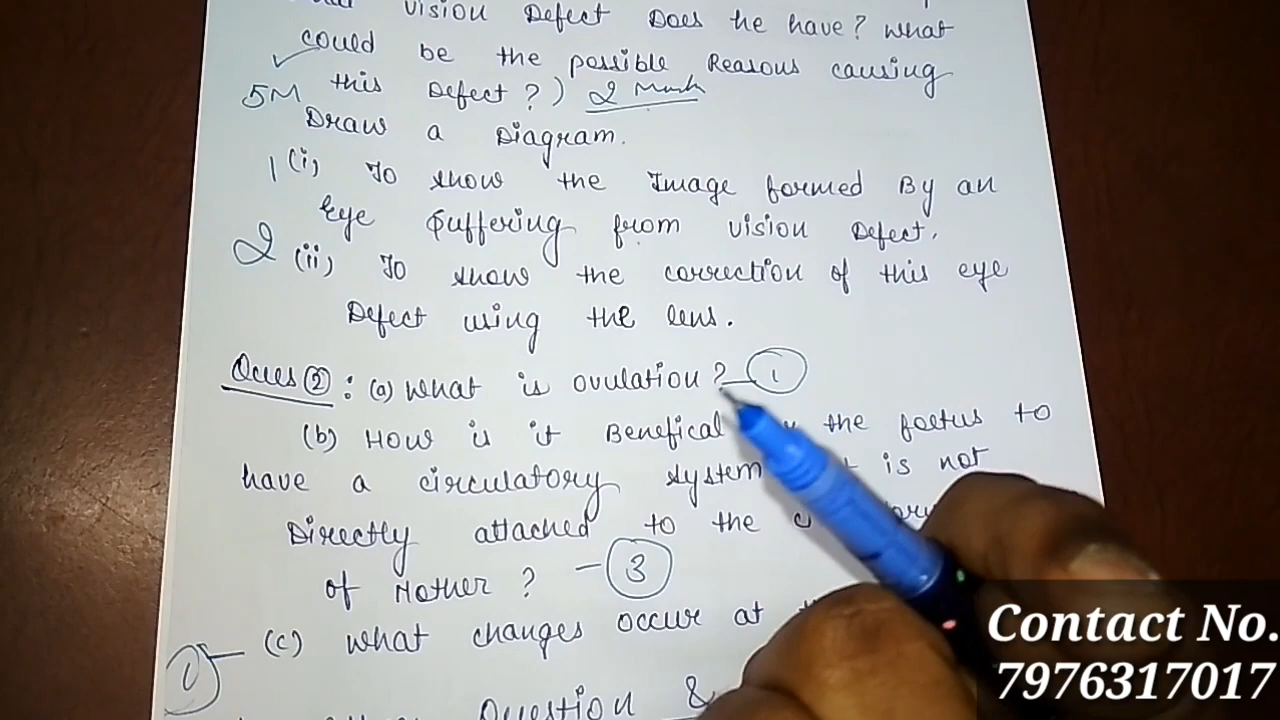 vision Defect Does he have? what
could be the possible Reasons causing
5M this Defect?) 2 Mark
Draw a Diagram.
1 (i) To show the Image formed By an
Eye Suffering from vision Defect.
2 (ii) To show the correction of this eye
Defect using the lens.
Ques ②: (a) What is ovulation? – 1
(b) How is it Benefical the foetus to
have a circulatory system is not
Directly attached to the
of Mother? – 3
1 – (c) what changes occur at
Question &
Contact No.
7976317017